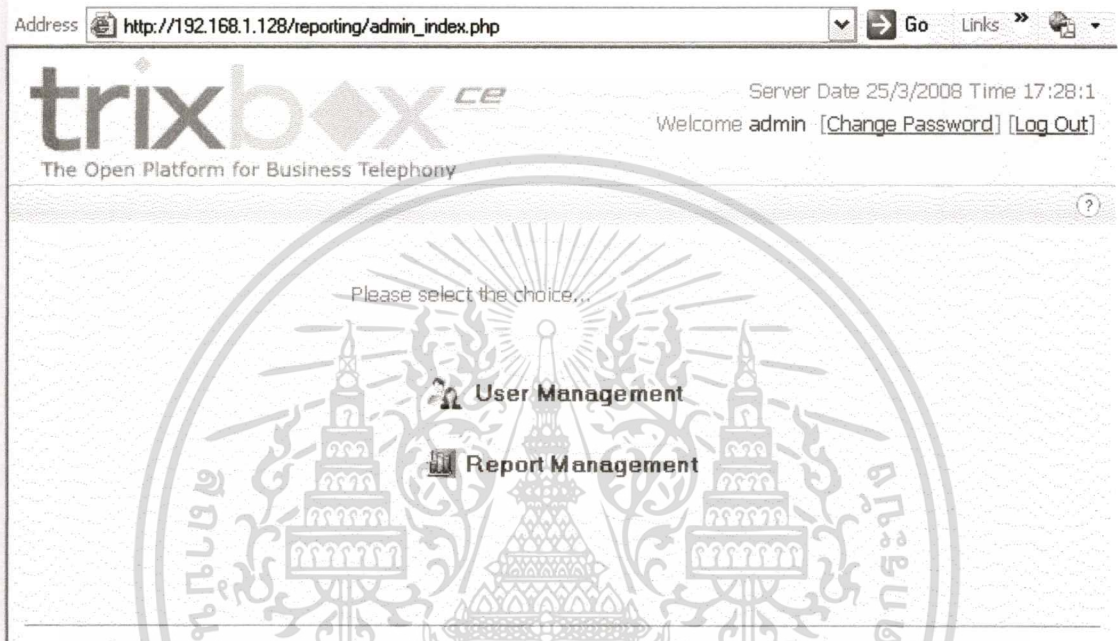 Address http://192.168.1.128/reporting/admin_index.php Go Links »
trixbox ce
The Open Platform for Business Telephony
Server Date 25/3/2008 Time 17:28:1
Welcome admin [Change Password] [Log Out]
?
Please select the choice...
User Management
Report Management